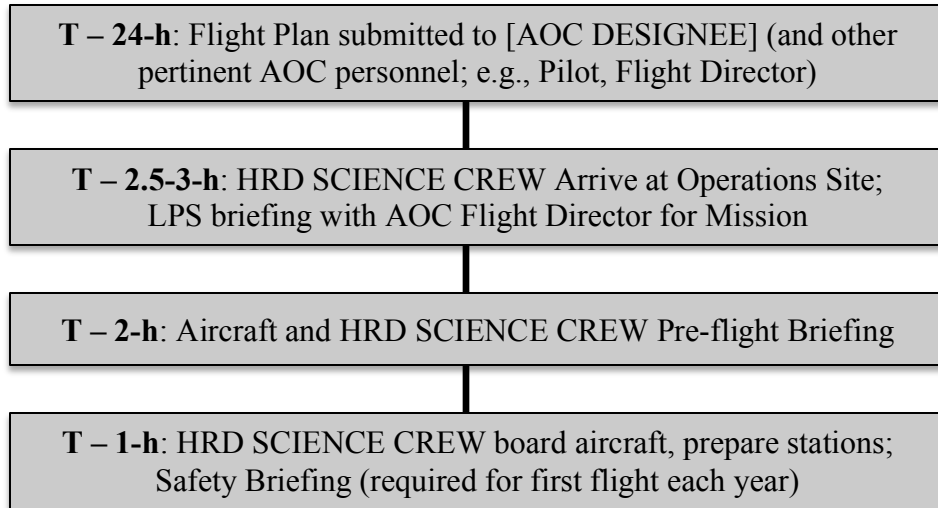 T – 24-h: Flight Plan submitted to [AOC DESIGNEE] (and other
pertinent AOC personnel; e.g., Pilot, Flight Director)
T – 2.5-3-h: HRD SCIENCE CREW Arrive at Operations Site;
LPS briefing with AOC Flight Director for Mission
T – 2-h: Aircraft and HRD SCIENCE CREW Pre-flight Briefing
T – 1-h: HRD SCIENCE CREW board aircraft, prepare stations;
Safety Briefing (required for first flight each year)